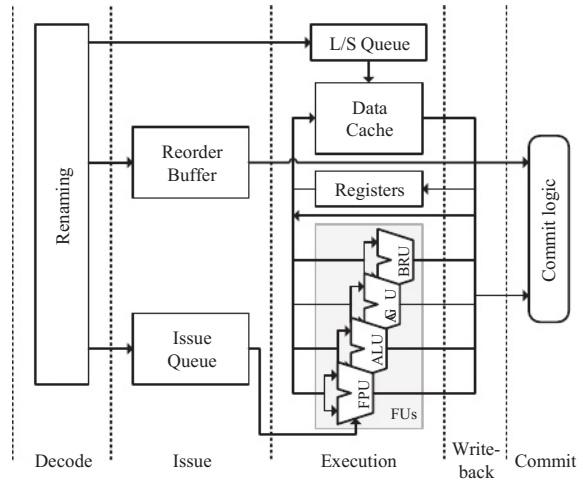 L/S Queue
Data
Cache
Renaming
Reorder
Buffer
Registers
Commit logic
BRU
AGU
ALU
FPU
Issue
Queue
FUs
Decode
Issue
Execution
Write-
back
Commit